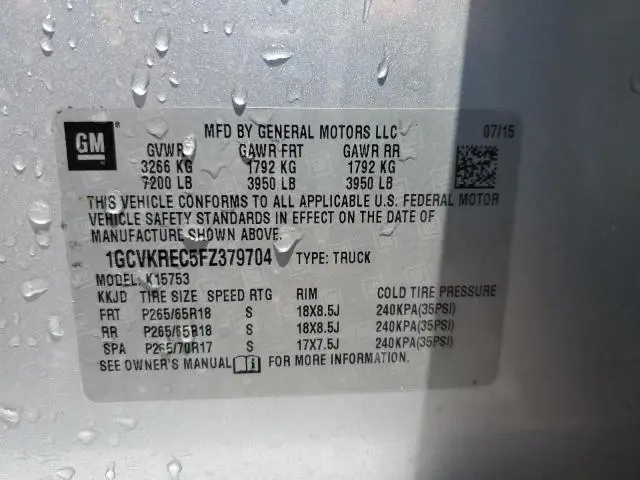 GM ® MFD BY GENERAL MOTORS LLC 07/15
GVWR GAWR FRT GAWR RR
3266 KG 1792 KG 1792 KG
7200 LB 3950 LB 3950 LB
THIS VEHICLE CONFORMS TO ALL APPLICABLE U.S. FEDERAL MOTOR
VEHICLE SAFETY STANDARDS IN EFFECT ON THE DATE OF
MANUFACTURE SHOWN ABOVE.
1GCVKREC5FZ379704 TYPE: TRUCK
MODEL: K15753
KKJD TIRE SIZE SPEED RTG RIM COLD TIRE PRESSURE
FRT P265/65R18 S 18X8.5J 240KPA(35PSI)
RR P265/65R18 S 18X8.5J 240KPA(35PSI)
SPA P265/70R17 S 17X7.5J 240KPA(35PSI)
SEE OWNER'S MANUAL FOR MORE INFORMATION.